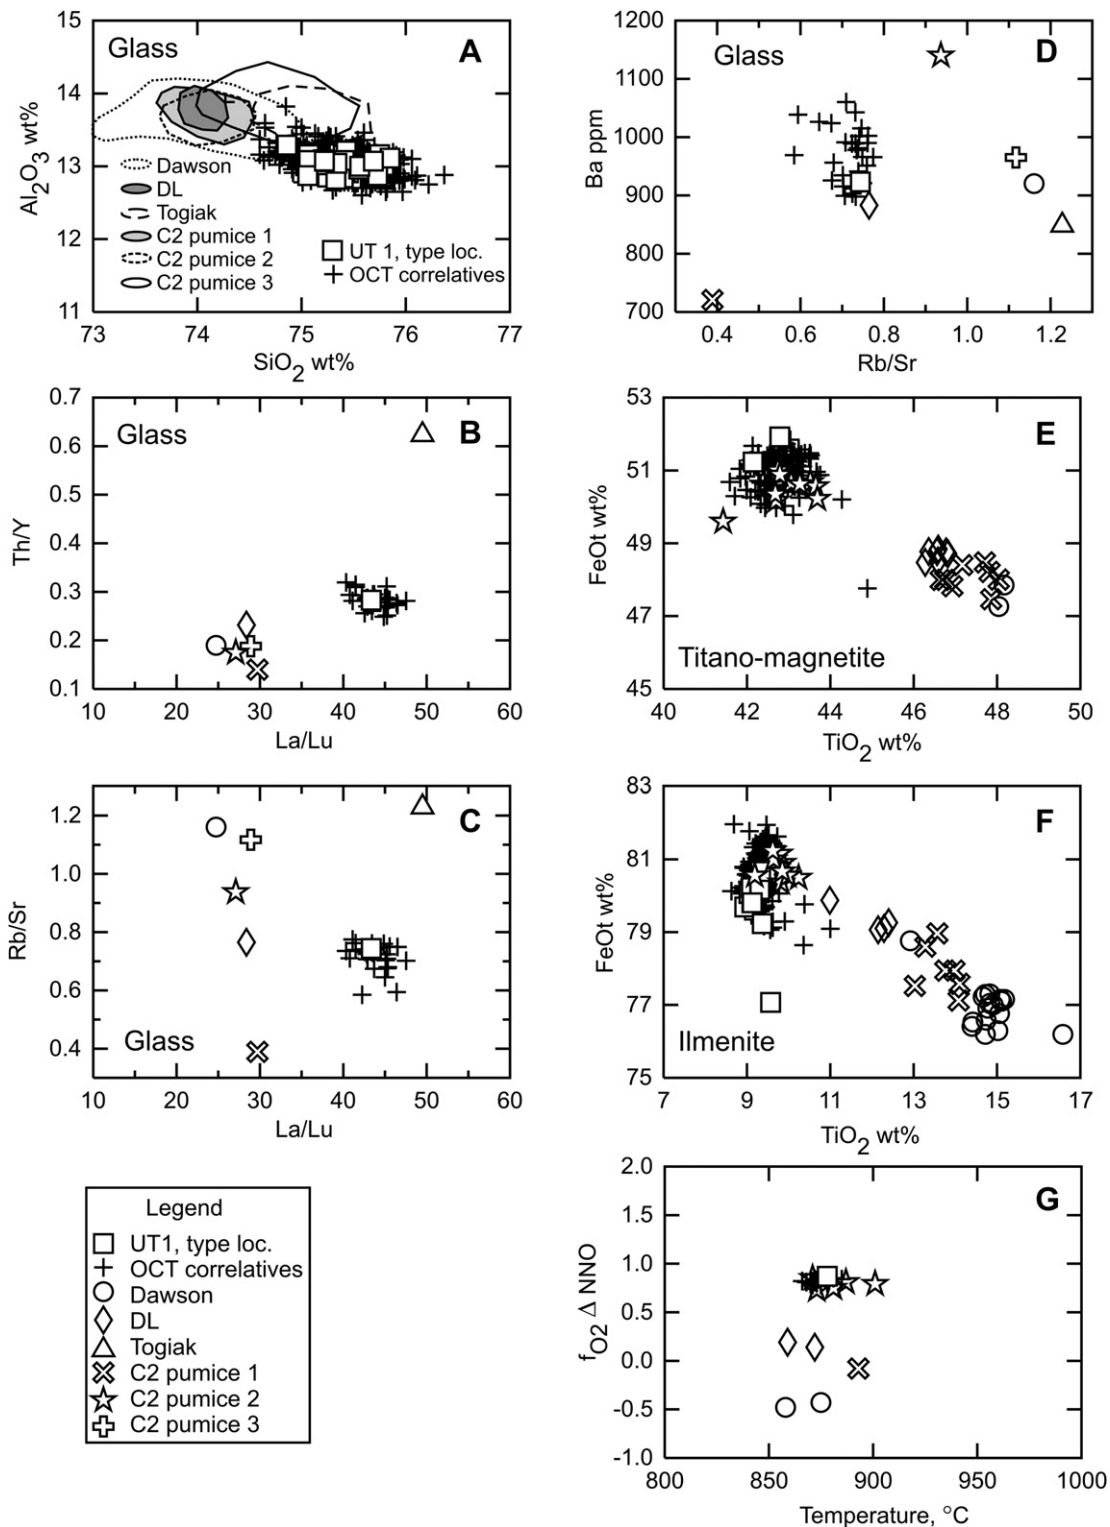 Glass
A
Al2O3 wt%
15
14
13
12
11
Dawson
DL
Togiak
C2 pumice 1
C2 pumice 2
C2 pumice 3
UT 1, type loc.
OCT correlatives
73
74
75
76
77
SiO2 wt%
Glass
B
Th/Y
0.7
0.6
0.5
0.4
0.3
0.2
0.1
10
20
30
40
50
60
La/Lu
C
Rb/Sr
1.2
1.0
0.8
0.6
0.4
Glass
10
20
30
40
50
60
La/Lu
Legend
UT1, type loc.
OCT correlatives
Dawson
DL
Togiak
C2 pumice 1
C2 pumice 2
C2 pumice 3
Glass
D
Ba ppm
1200
1100
1000
900
800
700
0.4
0.6
0.8
1.0
1.2
Rb/Sr
E
FeOt wt%
53
51
49
47
45
Titano-magnetite
40
42
44
46
48
50
TiO2 wt%
F
FeOt wt%
83
81
79
77
75
Ilmenite
7
9
11
13
15
17
TiO2 wt%
G
fO2 Δ NNO
2.0
1.5
1.0
0.5
0.0
-0.5
-1.0
800
850
900
950
1000
Temperature, °C